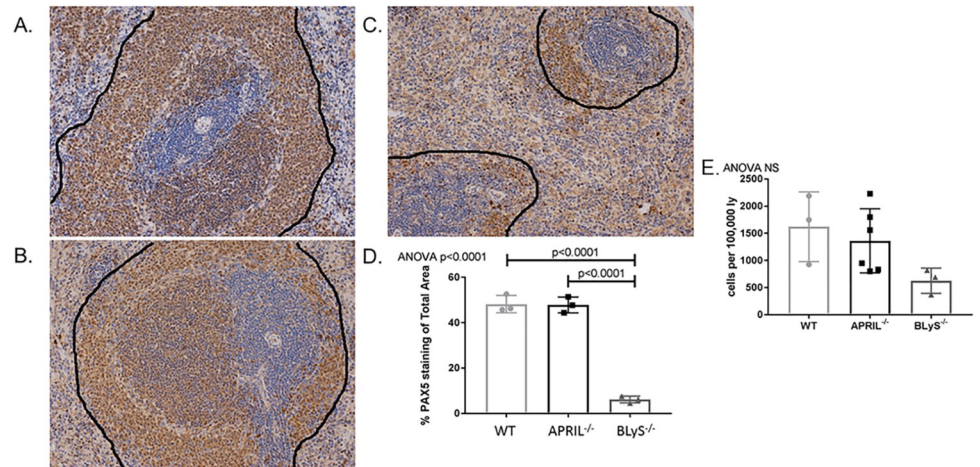 A.
B.
C.
D.
ANOVA p<0.0001
p<0.0001
p<0.0001
% PAX5 staining of Total Area
60
40
20
0
WT APRIL-/- BLyS-/-
E. ANOVA NS
cells per 100,000 ly
2500
2000
1500
1000
500
0
WT APRIL-/- BLyS-/-